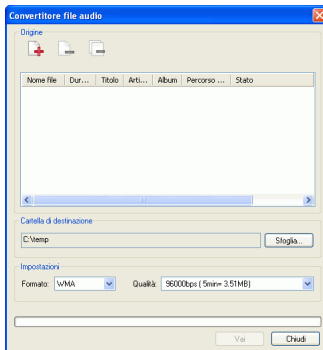 Convertitore file audio
Origine
Nome file Dur... Titolo Arti... Album Percorso ... Stato
Cartella di destinazione
C:\temp Sfoglia...
Impostazioni
Formato: WMA Qualità: 96000bps ( 5min= 3.51MB)
Vai Chiudi